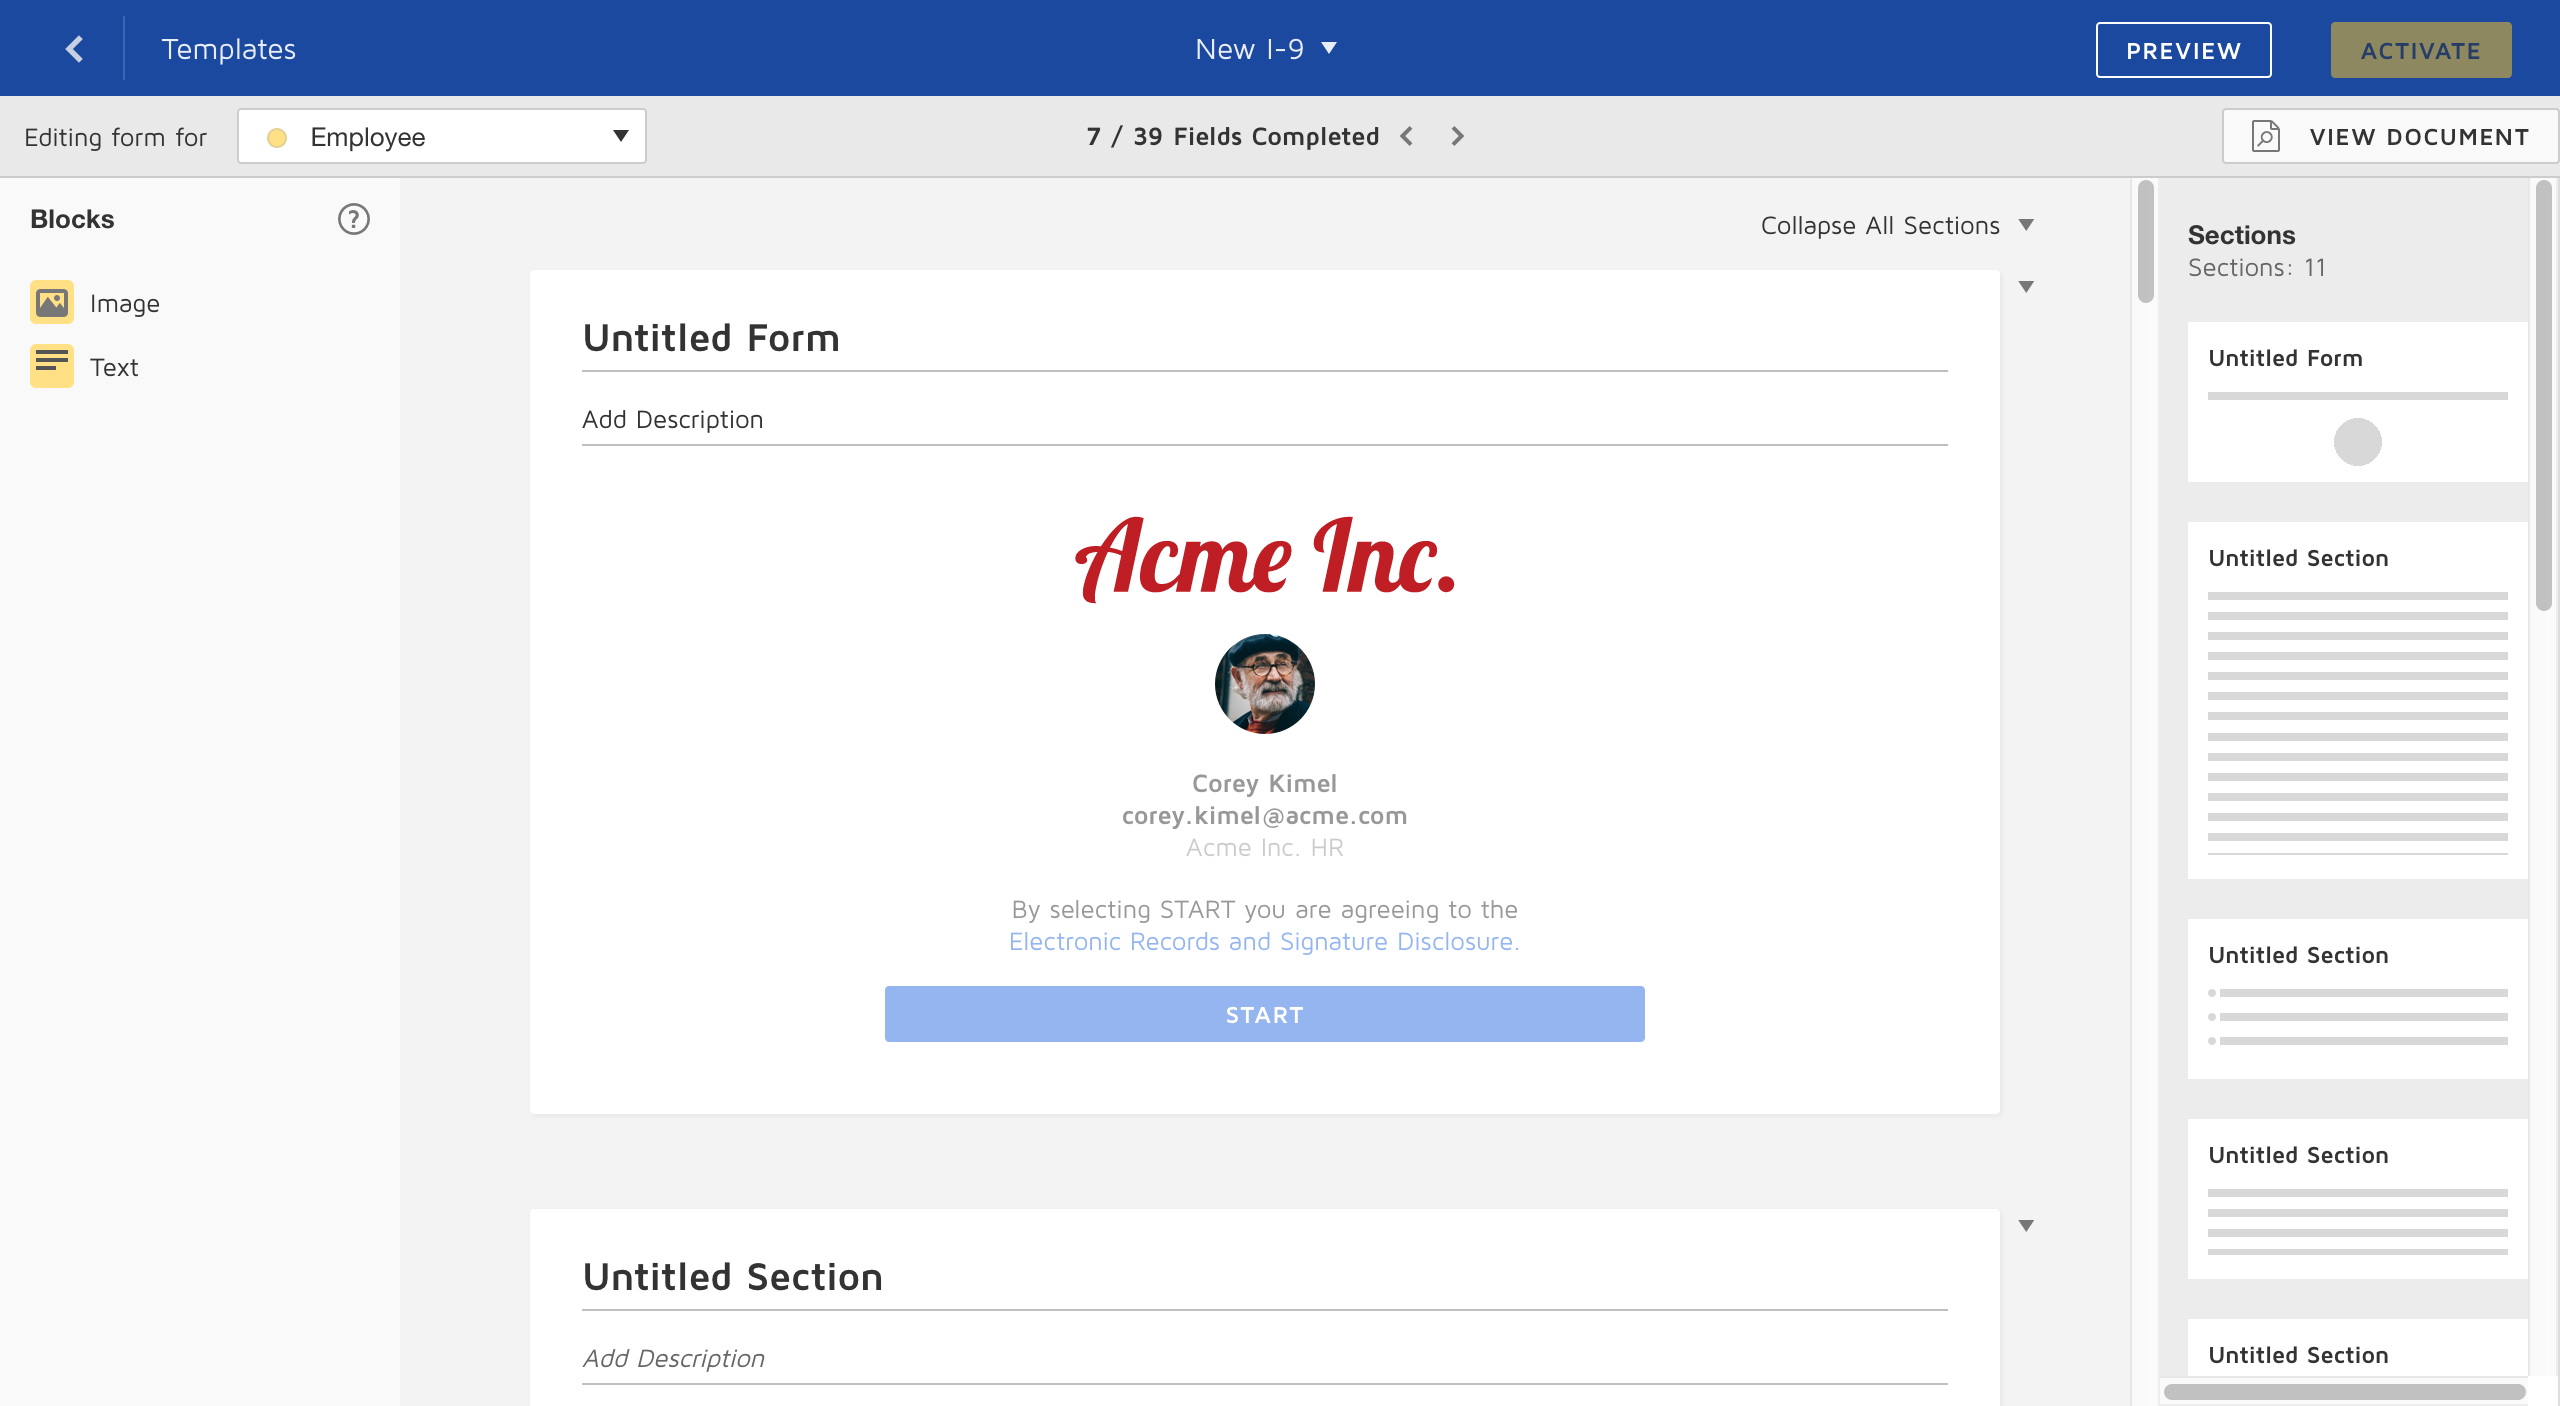 Templates
New I-9
PREVIEW
ACTIVATE
Editing form for
Employee
7 / 39 Fields Completed
VIEW DOCUMENT
Blocks
?
Image
Text
Collapse All Sections
Untitled Form
Add Description
Acme Inc.
Corey Kimel
corey.kimel@acme.com
Acme Inc. HR
By selecting START you are agreeing to the
Electronic Records and Signature Disclosure.
START
Untitled Section
Add Description
Sections
Sections: 11
Untitled Form
Untitled Section
Untitled Section
Untitled Section
Untitled Section